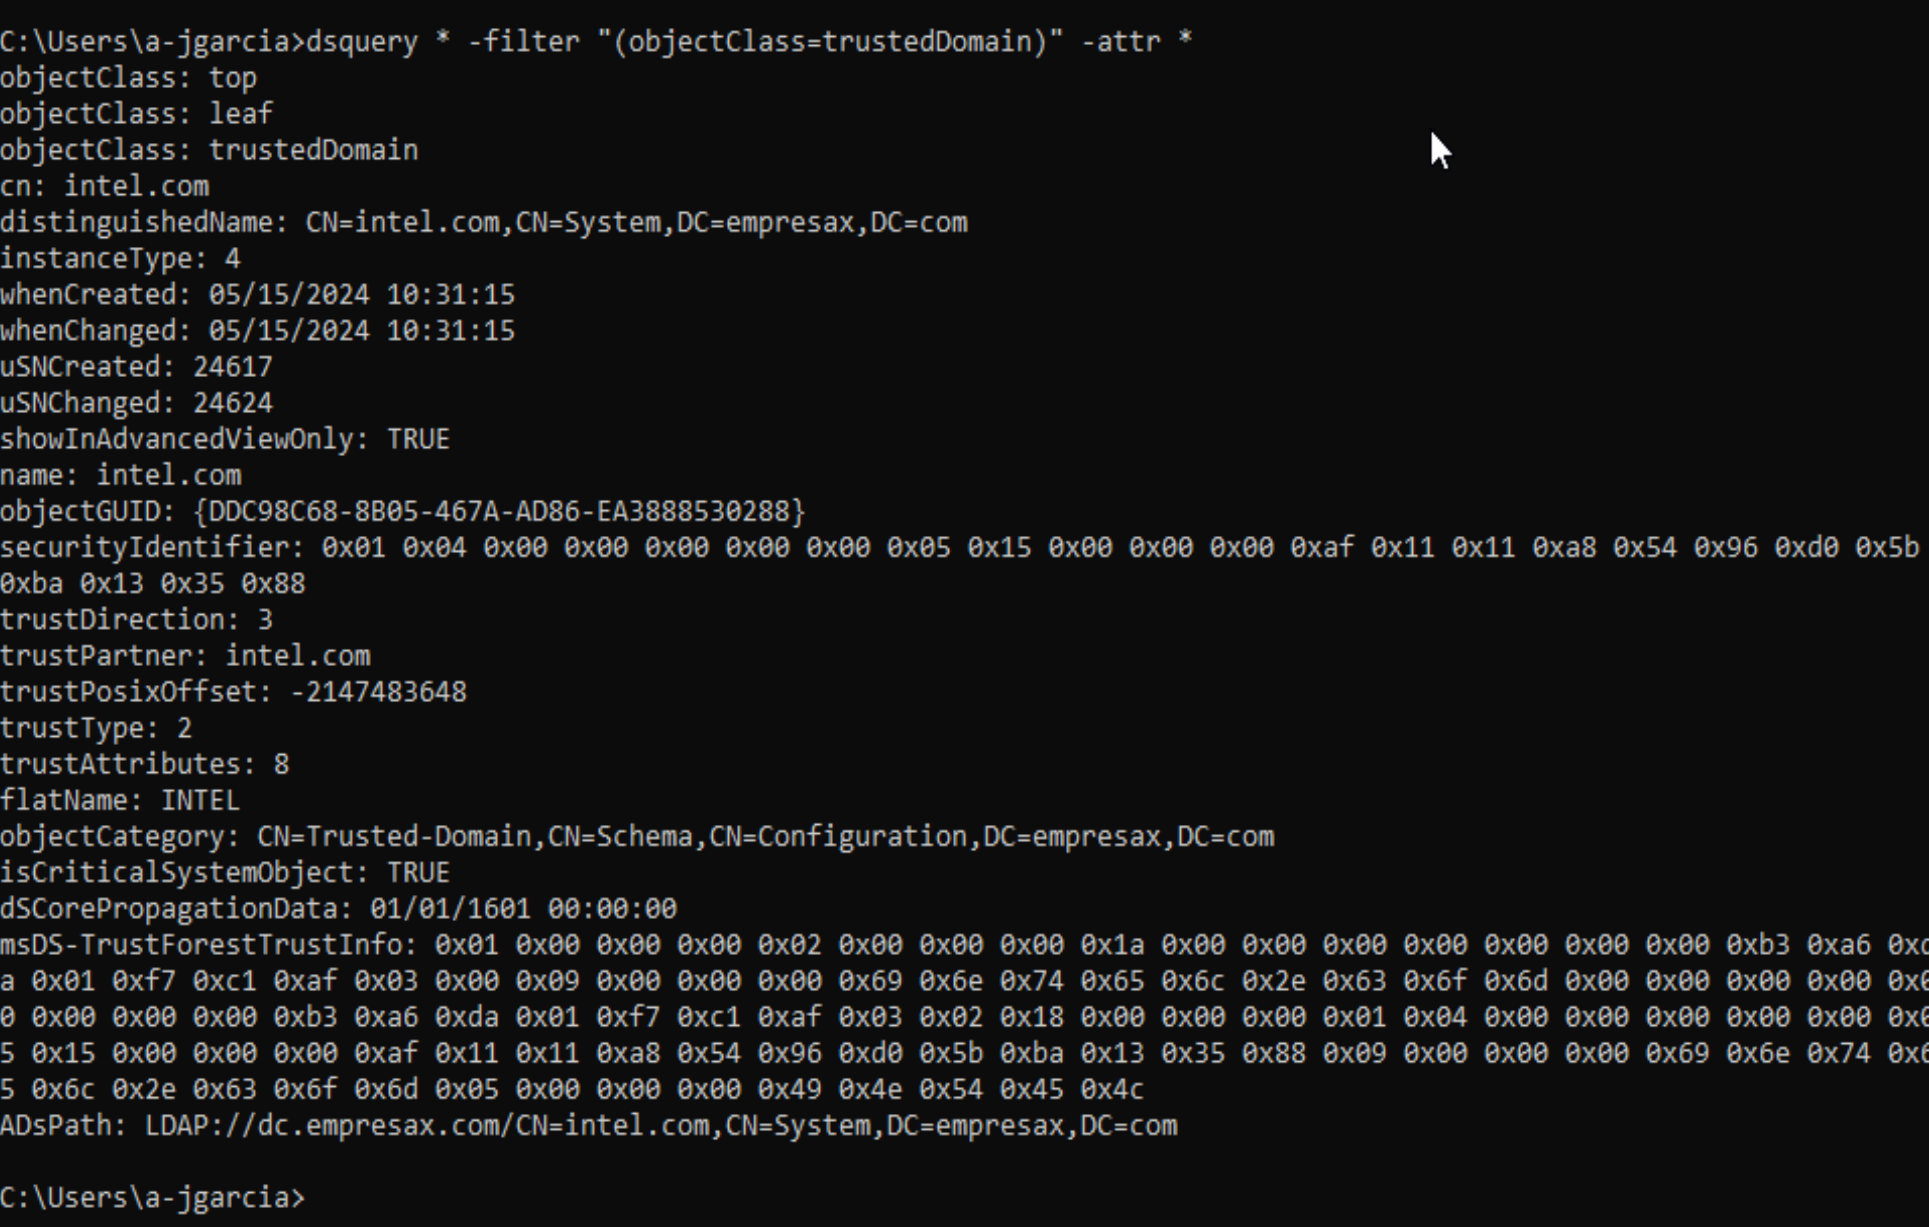 C:\Users\a-jgarcia>dsquery * -filter "(objectClass=trustedDomain)" -attr *
objectClass: top
objectClass: leaf
objectClass: trustedDomain
cn: intel.com
distinguishedName: CN=intel.com,CN=System,DC=empresax,DC=com
instanceType: 4
whenCreated: 05/15/2024 10:31:15
whenChanged: 05/15/2024 10:31:15
uSNCreated: 24617
uSNChanged: 24624
showInAdvancedViewOnly: TRUE
name: intel.com
objectGUID: {DDC98C68-8B05-467A-AD86-EA3888530288}
securityIdentifier: 0x01 0x04 0x00 0x00 0x00 0x00 0x00 0x05 0x15 0x00 0x00 0x00 0xaf 0x11 0x11 0xa8 0x54 0x96 0xd0 0x5b
0xba 0x13 0x35 0x88
trustDirection: 3
trustPartner: intel.com
trustPosixOffset: -2147483648
trustType: 2
trustAttributes: 8
flatName: INTEL
objectCategory: CN=Trusted-Domain,CN=Schema,CN=Configuration,DC=empresax,DC=com
isCriticalSystemObject: TRUE
dSCorePropagationData: 01/01/1601 00:00:00
msDS-TrustForestTrustInfo: 0x01 0x00 0x00 0x00 0x02 0x00 0x00 0x00 0x1a 0x00 0x00 0x00 0x00 0x00 0x00 0x00 0xb3 0xa6 0xd
a 0x01 0xf7 0xc1 0xaf 0x03 0x00 0x09 0x00 0x00 0x00 0x69 0x6e 0x74 0x65 0x6c 0x2e 0x63 0x6f 0x6d 0x00 0x00 0x00 0x00 0x0
0 0x00 0x00 0x00 0xb3 0xa6 0xda 0x01 0xf7 0xc1 0xaf 0x03 0x02 0x18 0x00 0x00 0x00 0x01 0x04 0x00 0x00 0x00 0x00 0x00 0x0
5 0x15 0x00 0x00 0x00 0xaf 0x11 0x11 0xa8 0x54 0x96 0xd0 0x5b 0xba 0x13 0x35 0x88 0x09 0x00 0x00 0x00 0x69 0x6e 0x74 0x6
5 0x6c 0x2e 0x63 0x6f 0x6d 0x05 0x00 0x00 0x00 0x49 0x4e 0x54 0x45 0x4c
ADsPath: LDAP://dc.empresax.com/CN=intel.com,CN=System,DC=empresax,DC=com
C:\Users\a-jgarcia>